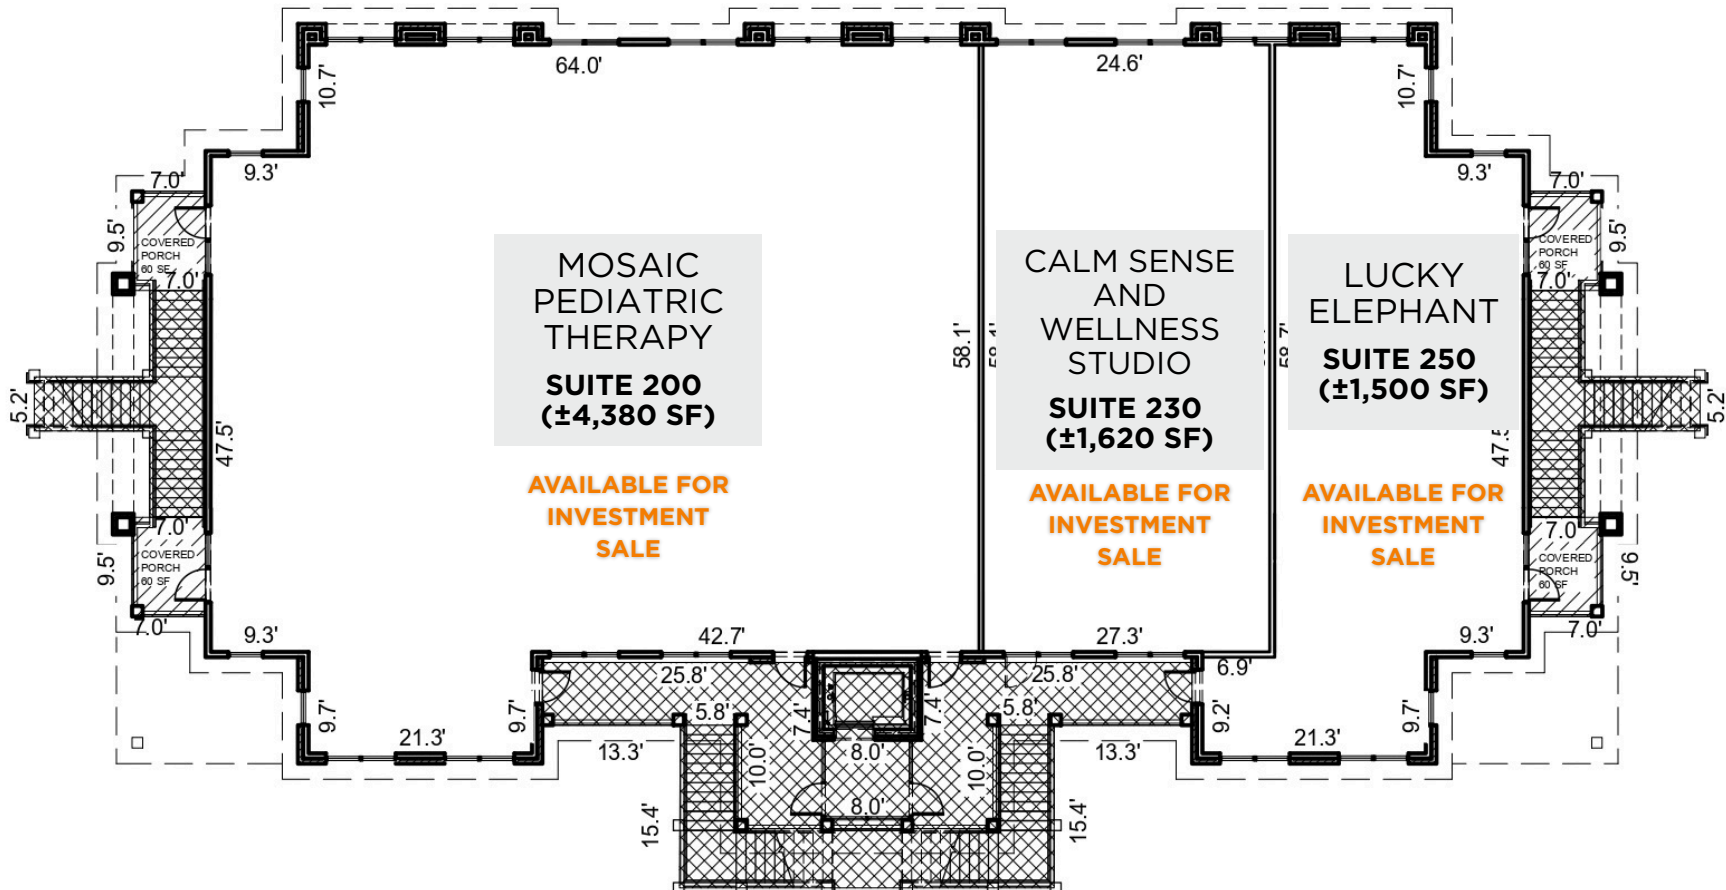 64.0'
24.6'
10.7'
10.7'
9.3'
9.3'
7.0'
7.0'
9.5'
9.5'
COVERED
PORCH
60 SF
COVERED
PORCH
60 SF
7.0'
7.0'
MOSAIC
PEDIATRIC
THERAPY
SUITE 200
(±4,380 SF)
AVAILABLE FOR
INVESTMENT
SALE
58.1'
CALM SENSE
AND
WELLNESS
STUDIO
SUITE 230
(±1,620 SF)
AVAILABLE FOR
INVESTMENT
SALE
58.7'
LUCKY
ELEPHANT
SUITE 250
(±1,500 SF)
AVAILABLE FOR
INVESTMENT
SALE
5.2'
5.2'
47.5'
47.5'
7.0'
7.0'
COVERED
PORCH
60 SF
COVERED
PORCH
60 SF
9.5'
9.5'
7.0'
7.0'
9.3'
42.7'
27.3'
9.3'
25.8'
25.8'
6.9'
9.7'
9.7'
5.8'
7.4'
7.4'
5.8'
9.2'
9.7'
21.3'
13.3'
10.0'
8.0'
10.0'
13.3'
21.3'
8.0'
15.4'
15.4'